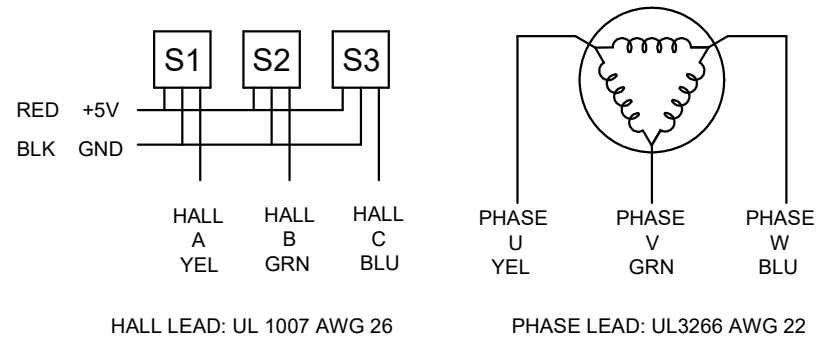 S1 S2 S3
RED +5V
BLK GND
HALL A YEL
HALL B GRN
HALL C BLU
PHASE U YEL
PHASE V GRN
PHASE W BLU
HALL LEAD: UL 1007 AWG 26
PHASE LEAD: UL3266 AWG 22